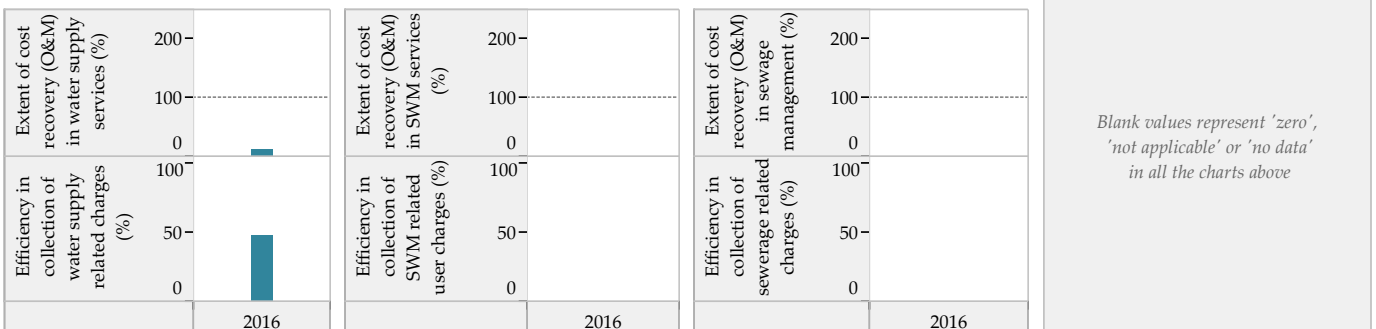 Extent of cost
recovery (O&M)
in water supply
services (%)
200
100
0
Efficiency in
collection of
water supply
related charges
(%)
100
50
0
2016
Extent of cost
recovery (O&M)
in SWM services
(%)
200
100
0
Efficiency in
collection of
SWM related
user charges (%)
100
50
0
2016
Extent of cost
recovery (O&M)
in sewage
management (%)
200
100
0
Efficiency in
collection of
sewerage related
charges (%)
100
50
0
2016
Blank values represent 'zero',
'not applicable' or 'no data'
in all the charts above